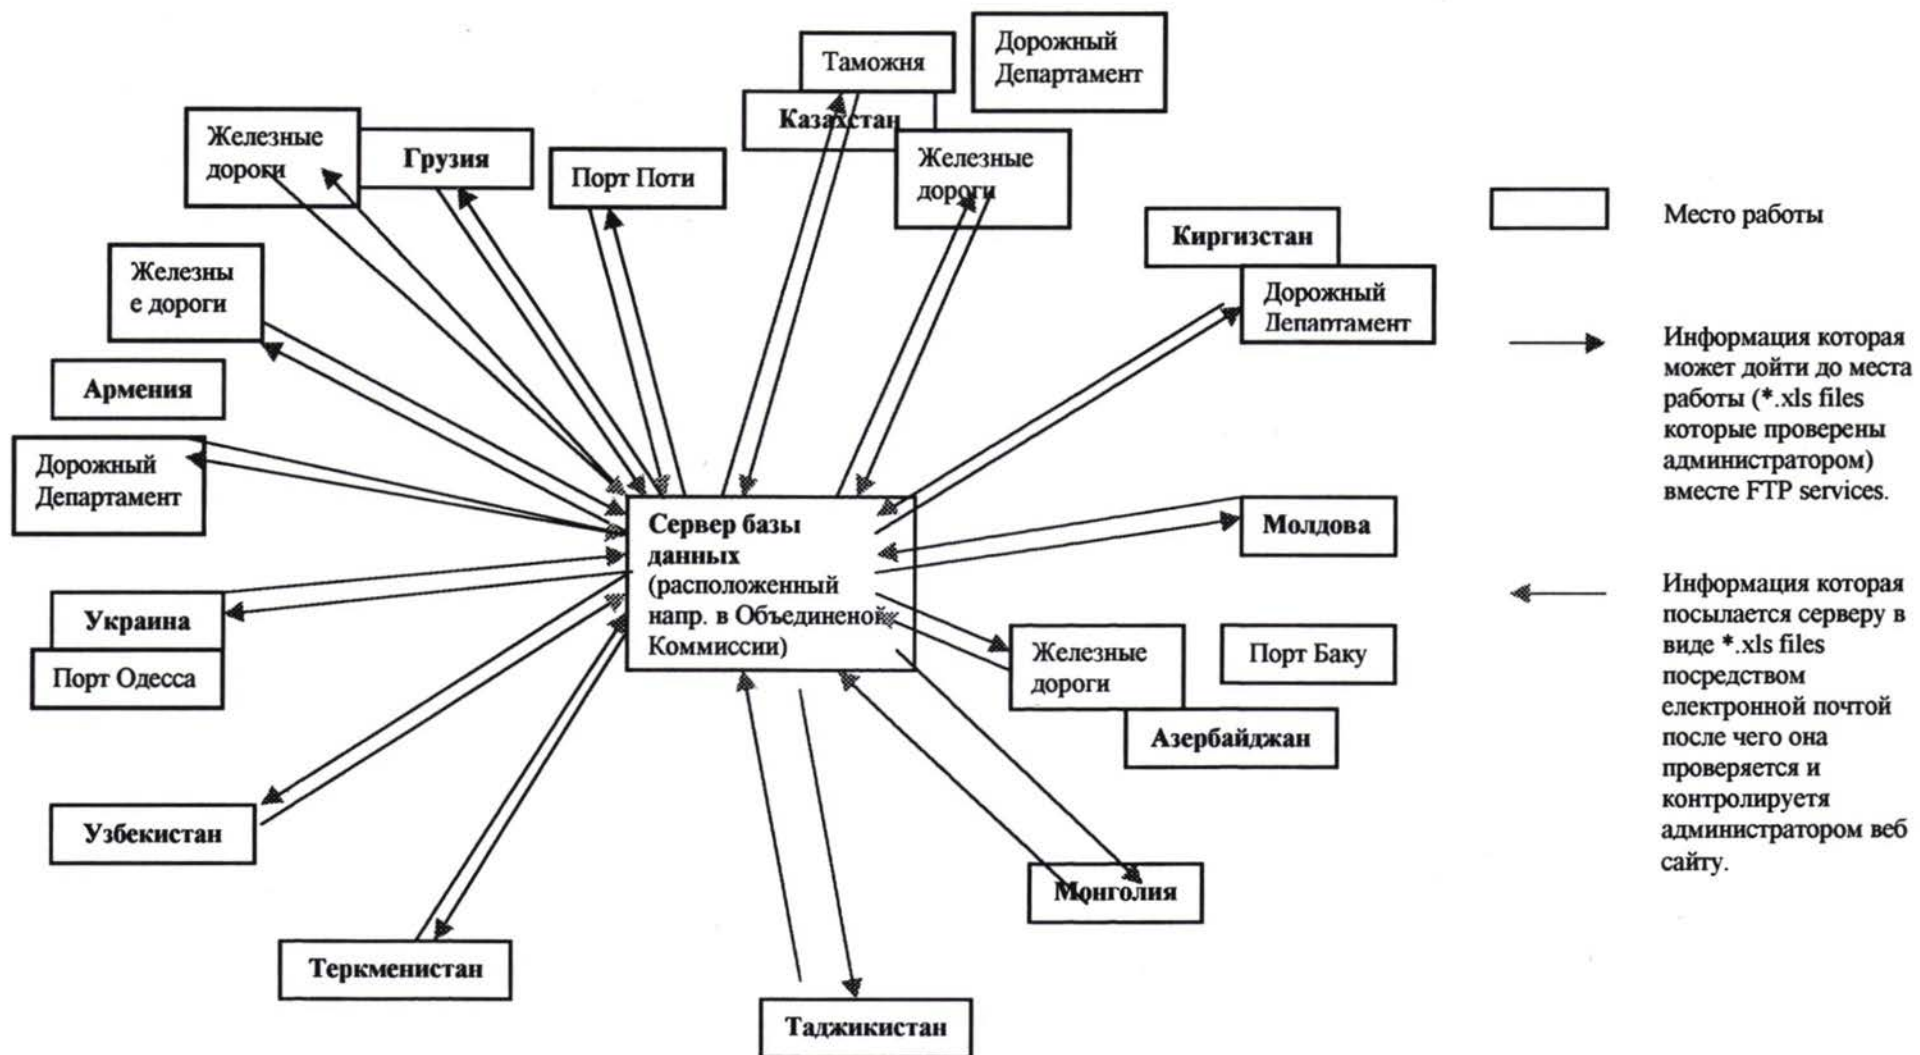 Таможня
Дорожный
Департамент
Казахстан
Железные
дороги
Грузия
Порт Поти
Железные
дороги
Киргизстан
Дорожный
Департамент
Железны
е дороги
Армения
Дорожный
Департамент
Сервер базы
данных
(расположенный
напр. в Объединеной
Коммиссии)
Молдова
Украина
Порт Одесса
Железные
дороги
Порт Баку
Азербайджан
Узбекистан
Монголия
Теркменистан
Таджикистан
Место работы
Информация которая
может дойти до места
работы (*.xls files
которые проверены
администратором)
вместе FTP services.
Информация которая
посылается серверу в
виде *.xls files
посредством
електронной почтой
после чего она
проверяется и
контролируетя
администратором веб
сайту.